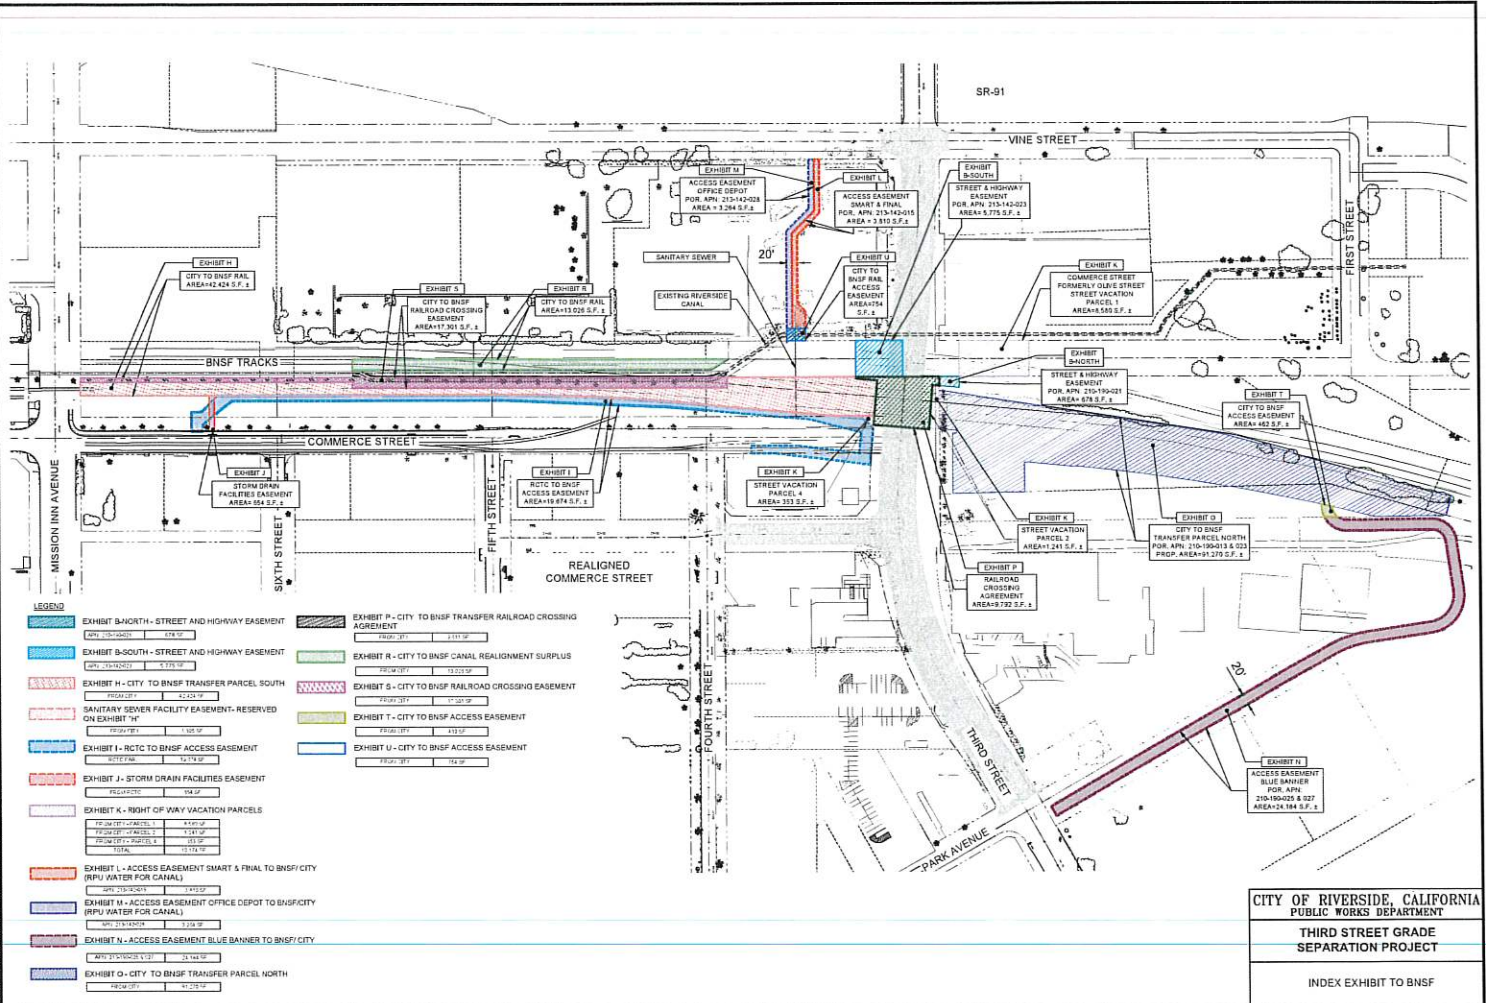 SR-91
VINE STREET
EXHIBIT M
ACCESS EASEMENT
OFFICE DEPOT
POR. APN: 213-142-028
AREA = 3,264 S.F.±
EXHIBIT L
ACCESS EASEMENT
SMART & FINAL
POR. APN: 213-142-015
AREA = 3,810 S.F.±
EXHIBIT
B-SOUTH
STREET & HIGHWAY
EASEMENT
POR. APN: 213-142-023
AREA= 5,775 S.F. ±
FIRST STREET
EXHIBIT H
CITY TO BNSF RAIL
AREA=42,424 S.F. ±
EXHIBIT S
CITY TO BNSF
RAILROAD CROSSING
EASEMENT
AREA=17,301 S.F. ±
EXHIBIT R
CITY TO BNSF RAIL
AREA=13,026 S.F. ±
SANITARY SEWER
EXISTING RIVERSIDE
CANAL
20'
EXHIBIT U
CITY TO
BNSF RAIL
ACCESS
EASEMENT
AREA=754
S.F. ±
EXHIBIT K
COMMERCE STREET
FORMERLY OLIVE STREET
STREET VACATION
PARCEL 1
AREA=8,580 S.F. ±
BNSF TRACKS
EXHIBIT
B-NORTH
STREET & HIGHWAY
EASEMENT
POR. APN: 210-190-021
AREA= 678 S.F. ±
EXHIBIT T
CITY TO BNSF
ACCESS EASEMENT
COMMERCE STREET
MISSION INN AVENUE
EXHIBIT J
STORM DRAIN
FACILITIES EASEMENT
SIXTH STREET
FIFTH STREET
EXHIBIT I
RCTC TO BNSF
ACCESS EASEMENT
AREA=19,674 S.F. ±
EXHIBIT K
STREET VACATION
PARCEL 4
AREA= 353 S.F. ±
EXHIBIT K
STREET VACATION
PARCEL 2
AREA=1,241 S.F. ±
EXHIBIT O
CITY TO BNSF
TRANSFER PARCEL NORTH
POR. APN: 210-190-013 & 023
PROP. AREA=91,270 S.F. ±
EXHIBIT P
RAILROAD
CROSSING
AGREEMENT
AREA=9,792 S.F. ±
REALIGNED
COMMERCE STREET
FOURTH STREET
THIRD STREET
PARK AVENUE
20'
EXHIBIT N
ACCESS EASEMENT
BLUE BANNER
POR. APN:
210-190-025 & 027
AREA=24,184 S.F. ±
LEGEND
EXHIBIT B-NORTH - STREET AND HIGHWAY EASEMENT
EXHIBIT B-SOUTH - STREET AND HIGHWAY EASEMENT
EXHIBIT H - CITY TO BNSF TRANSFER PARCEL SOUTH
SANITARY SEWER FACILITY EASEMENT- RESERVED
ON EXHIBIT "H"
EXHIBIT I - RCTC TO BNSF ACCESS EASEMENT
EXHIBIT J - STORM DRAIN FACILITIES EASEMENT
EXHIBIT K - RIGHT OF WAY VACATION PARCELS
TOTAL
EXHIBIT L - ACCESS EASEMENT SMART & FINAL TO BNSF/ CITY
(RPU WATER FOR CANAL)
EXHIBIT M - ACCESS EASEMENT OFFICE DEPOT TO BNSF/CITY
(RPU WATER FOR CANAL)
EXHIBIT N - ACCESS EASEMENT BLUE BANNER TO BNSF/ CITY
EXHIBIT O - CITY TO BNSF TRANSFER PARCEL NORTH
EXHIBIT P - CITY TO BNSF TRANSFER RAILROAD CROSSING
AGREMENT
EXHIBIT R - CITY TO BNSF CANAL REALIGNMENT SURPLUS
EXHIBIT S - CITY TO BNSF RAILROAD CROSSING EASEMENT
EXHIBIT T - CITY TO BNSF ACCESS EASEMENT
EXHIBIT U - CITY TO BNSF ACCESS EASEMENT
CITY OF RIVERSIDE, CALIFORNIA
PUBLIC WORKS DEPARTMENT
THIRD STREET GRADE
SEPARATION PROJECT
INDEX EXHIBIT TO BNSF